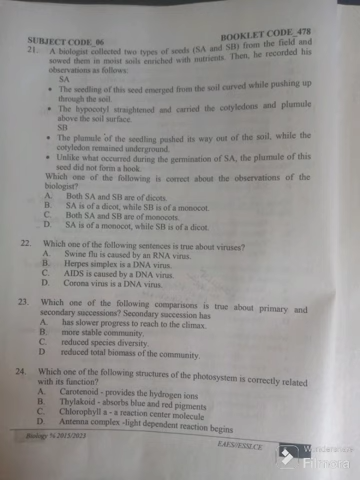 SUBJECT CODE_06
BOOKLET CODE_478
21. A biologist collected two types of seeds (SA and SB) from the field and
sowed them in moist soils enriched with nutrients. Then, he recorded his
observations as follows.
SA
• The seedling of this seed emerged from the soil curved while pushing up
through the soil.
• The hypocotyl straightened and carried the cotyledons and plumule
above the soil surface.
SB
• The plumule of the seedling pushed its way out of the soil, while the
cotyledon remained underground.
• Unlike what occurred during the germination of SA, the plumule of this
seed did not form a hook.
Which one of the following is correct about the observations of the
biologist?
A. Both SA and SB are of dicots.
B. SA is of a dicot, while SB is of a monocot.
C. Both SA and SB are of monocots.
D. SA is of a monocot, while SB is of a dicot.
22. Which one of the following sentences is true about viruses?
A. Swine flu is caused by an RNA virus.
B. Herpes simplex is a DNA virus.
C. AIDS is caused by a DNA virus.
D. Corona virus is a DNA virus.
23. Which one of the following comparisons is true about primary and
secondary successions? Secondary succession has
A. has slower progress to reach to the climax.
B. more stable community.
C. reduced species diversity.
D reduced total biomass of the community.
24. Which one of the following structures of the photosystem is correctly related
with its function?
A. Carotenoid - provides the hydrogen ions
B. Thylakoid - absorbs blue and red pigments
C. Chlorophyll a - a reaction center molecule
D. Antenna complex -light dependent reaction begins
EAES/ESSLCE
Wondershare
Filmora